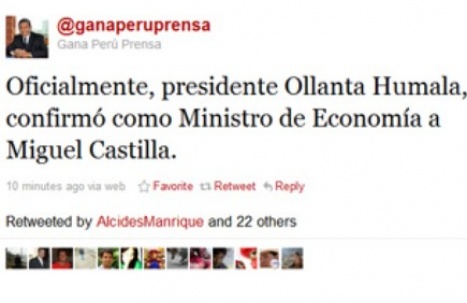 @ganaperuprensa
Gana Perú Prensa
Oficialmente, presidente Ollanta Humala,
confirmó como Ministro de Economía a
Miguel Castilla.
10 minutes ago via web Favorite Retweet Reply
Retweeted by AlcidesManrique and 22 others